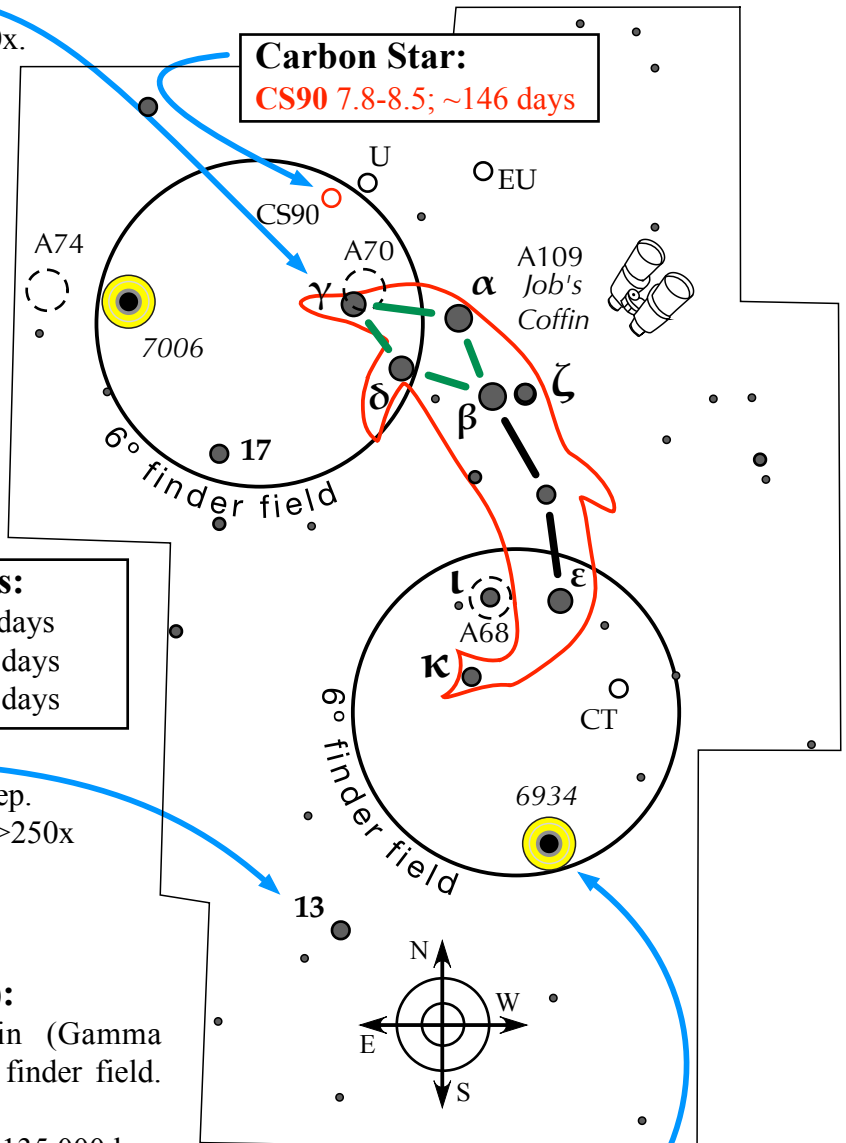 0x.
Carbon Star:
CS90 7.8-8.5; ~146 days
U
EU
CS90
A74
A70
γ
α
A109
Job's
Coffin
7006
δ
β
ζ
17
6° finder field
s:
days
days
days
ι
ε
A68
κ
CT
6° finder field
6934
ep.
>250x
13
N
W
E
S
):
in (Gamma
finder field.